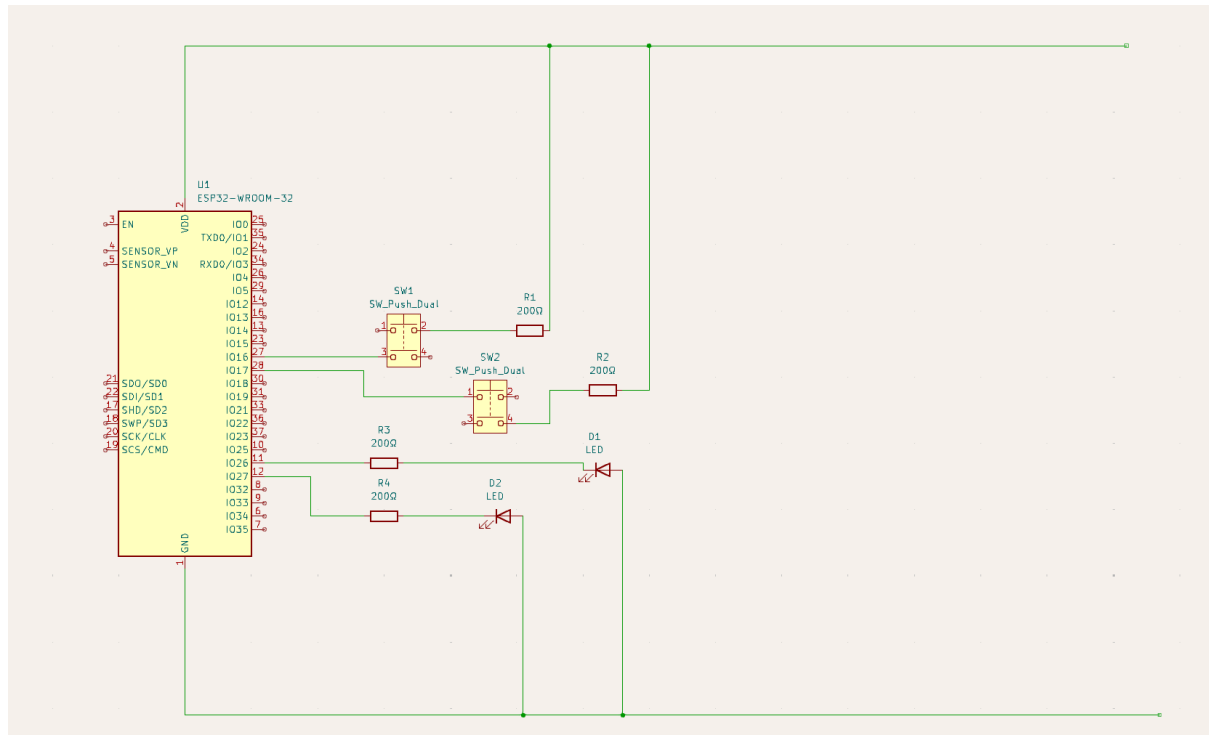 U1
ESP32-WROOM-32
2
VDD
3 EN
IO0 25
TXD0/IO1 35
4 SENSOR_VP
IO2 24
5 SENSOR_VN
RXD0/IO3 34
IO4 26
IO5 29
IO12 14
IO13 16
IO14 13
IO15 23
IO16 27
IO17 28
21 SDO/SD0
IO18 30
22 SDI/SD1
IO19 31
17 SHD/SD2
IO21 33
18 SWP/SD3
IO22 36
20 SCK/CLK
IO23 37
19 SCS/CMD
IO25 10
IO26 11
IO27 12
IO32 8
IO33 9
IO34 6
IO35 7
GND
1
SW1
SW_Push_Dual
1 2
3 4
R1
200Ω
SW2
SW_Push_Dual
1 2
3 4
R2
200Ω
R3
200Ω
D1
LED
R4
200Ω
D2
LED